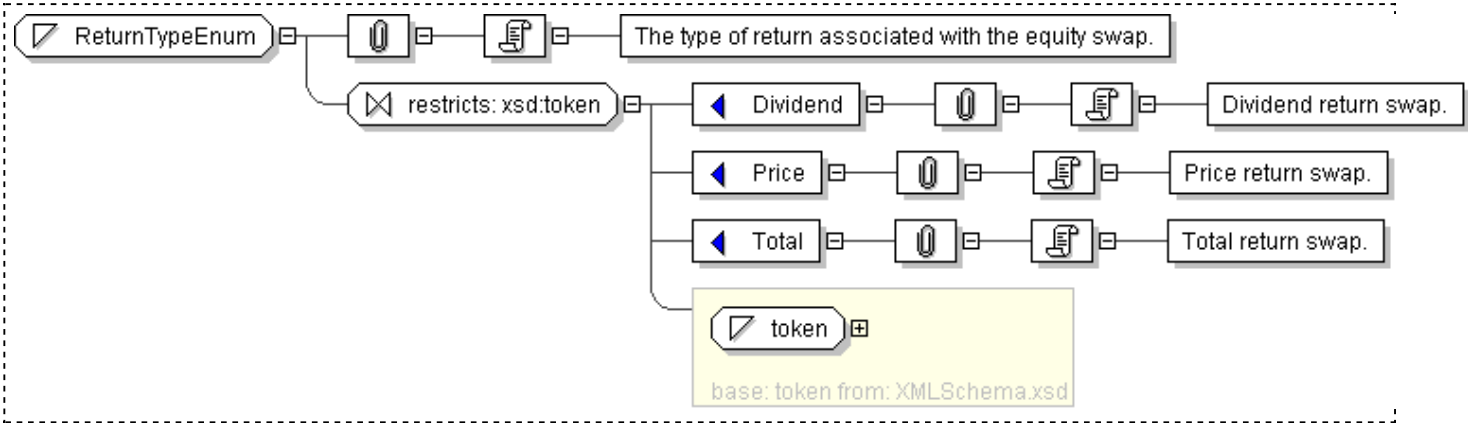 ReturnTypeEnum The type of return associated with the equity swap.
restricts: xsd:token Dividend Dividend return swap.
Price Price return swap.
Total Total return swap.
token
base: token from: XMLSchema.xsd